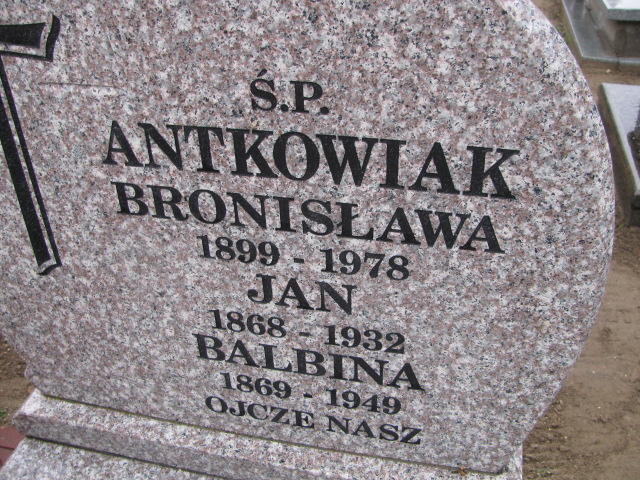 Ś.P.
ANTKOWIAK
BRONISŁAWA
1899 - 1978
JAN
1868 - 1932
BALBINA
1869 - 1949
OJCZE NASZ